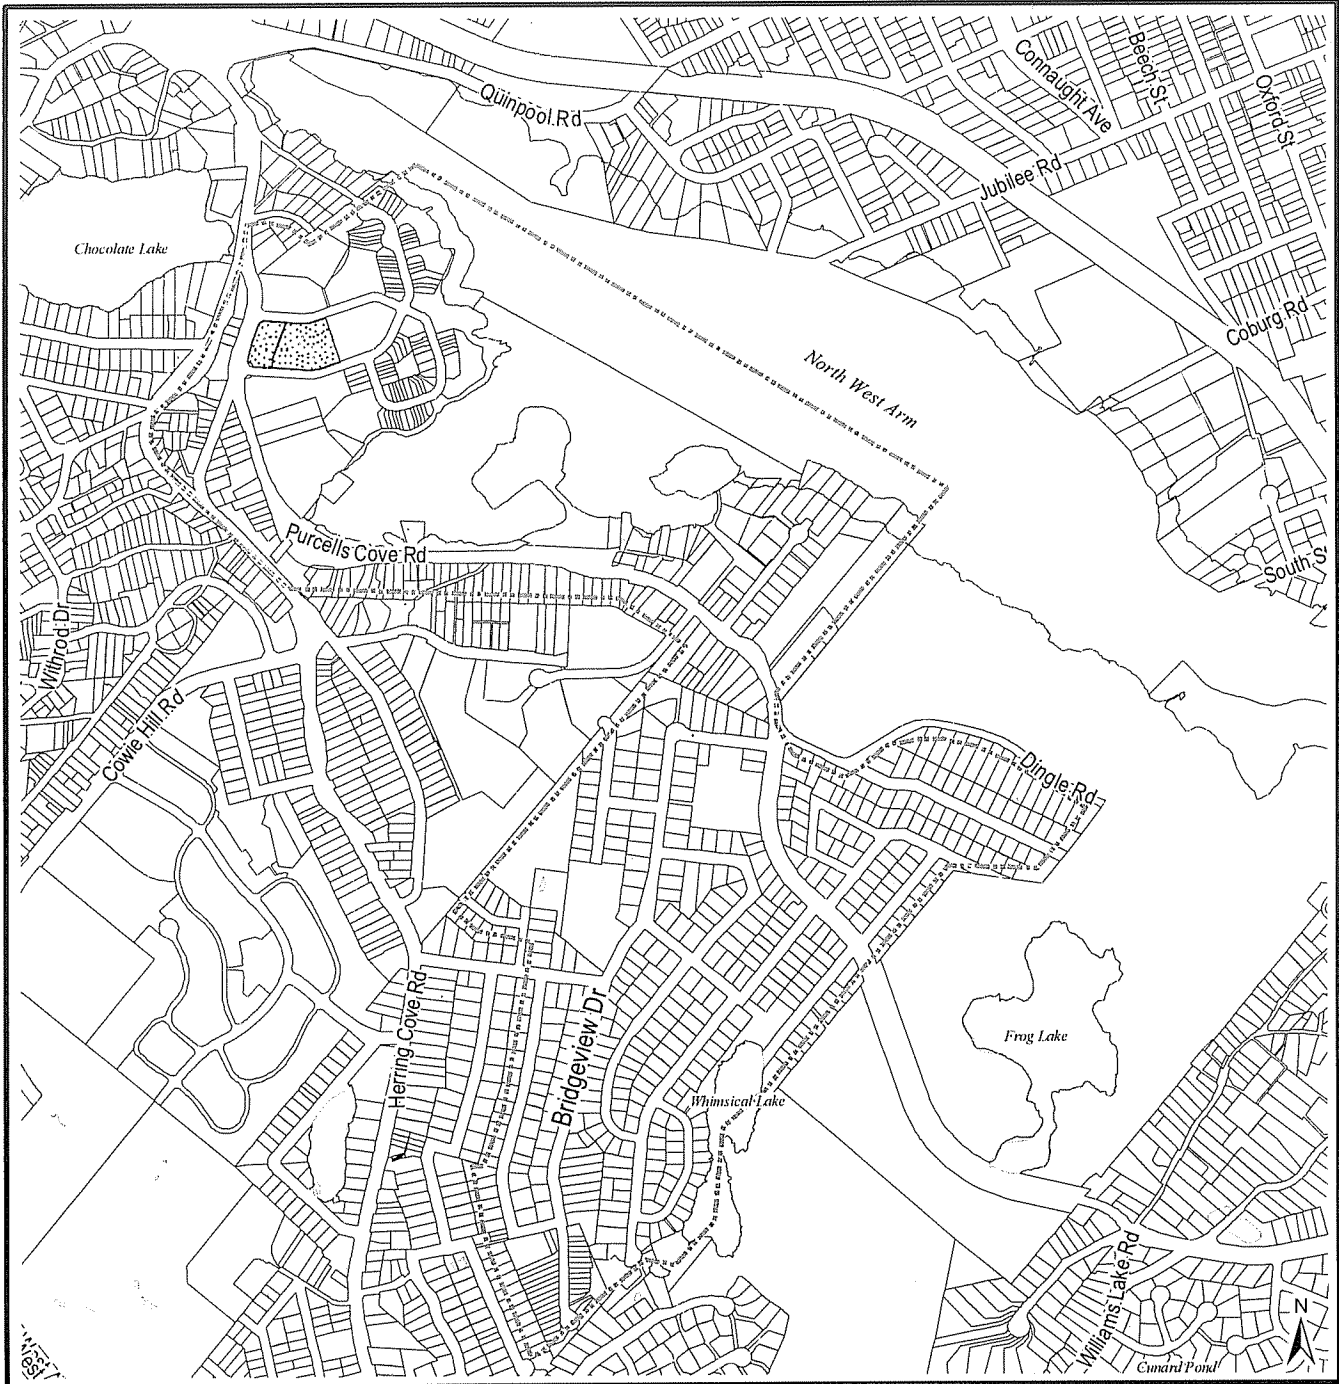 Beech St
Connaught Ave
Oxford St
Quinpool Rd
Jubilee Rd
Chocolate Lake
Coburg Rd
North West Arm
Purcells Cove Rd
South S
Withrod Dr
Cowie Hill Rd
Dingle Rd
Herring Cove Rd
Bridgeview Dr
Frog Lake
Whimsical Lake
Williams Lake Rd
N
Cunard Pond